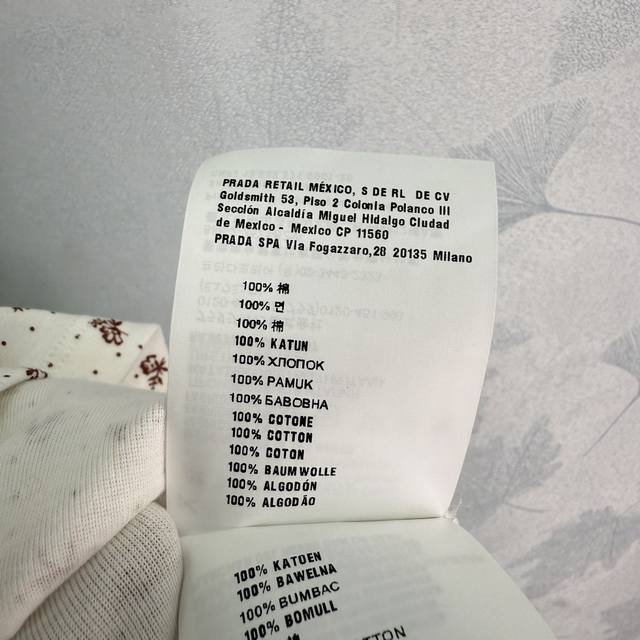 PRADA RETAIL MÉXICO, S DE RL DE CV
Goldsmith 53, Piso 2 Colonia Polanco III
Sección Alcaldía Miguel Hidalgo Ciudad
de Mexico - Mexico CP 11560
PRADA SPA Via Fogazzaro,28 20135 Milano
100% 棉
100% 면
100% 棉
100% KATUN
100% ХЛОПОК
100% PAMUK
100% БАВОВНА
100% COTONE
100% COTTON
100% COTON
100% BAUMWOLLE
100% ALGODÓN
100% ALGODÃO
100% KATOEN
100% BAWELNA
100% BUMBAC
100% BOMULL